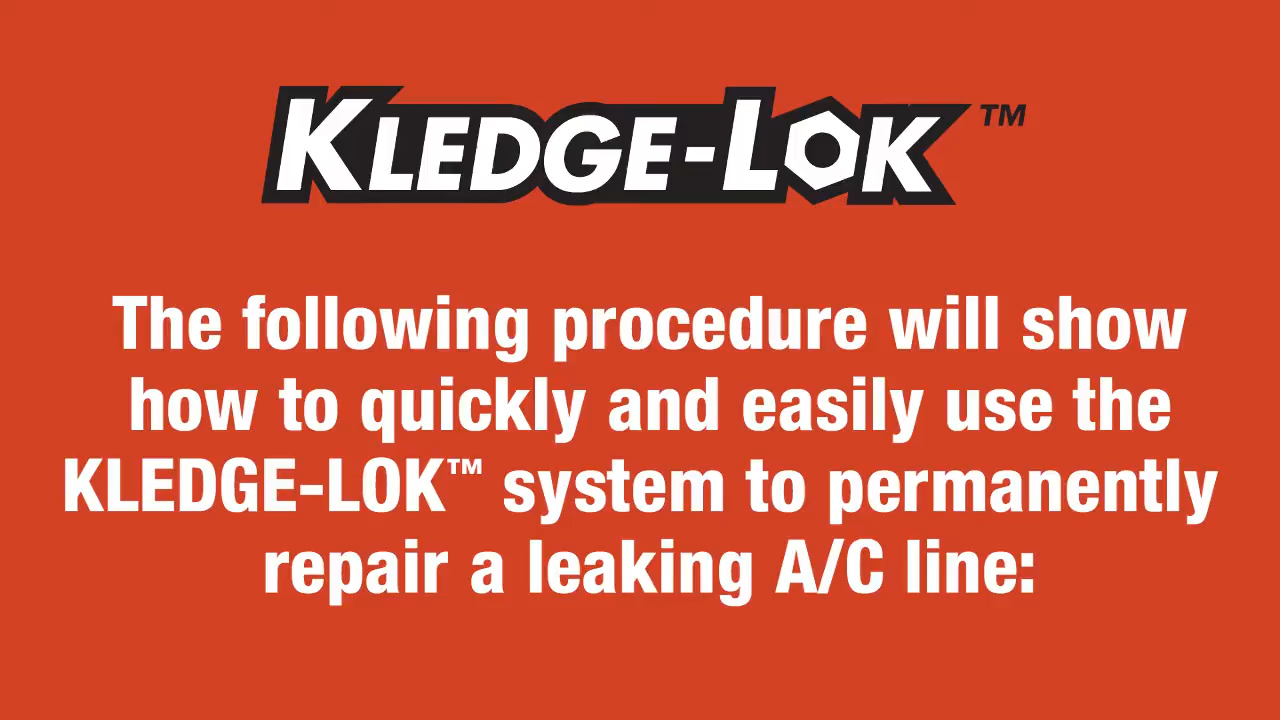 KLEDGE-LOK™
The following procedure will show
how to quickly and easily use the
KLEDGE-LOK™ system to permanently
repair a leaking A/C line: